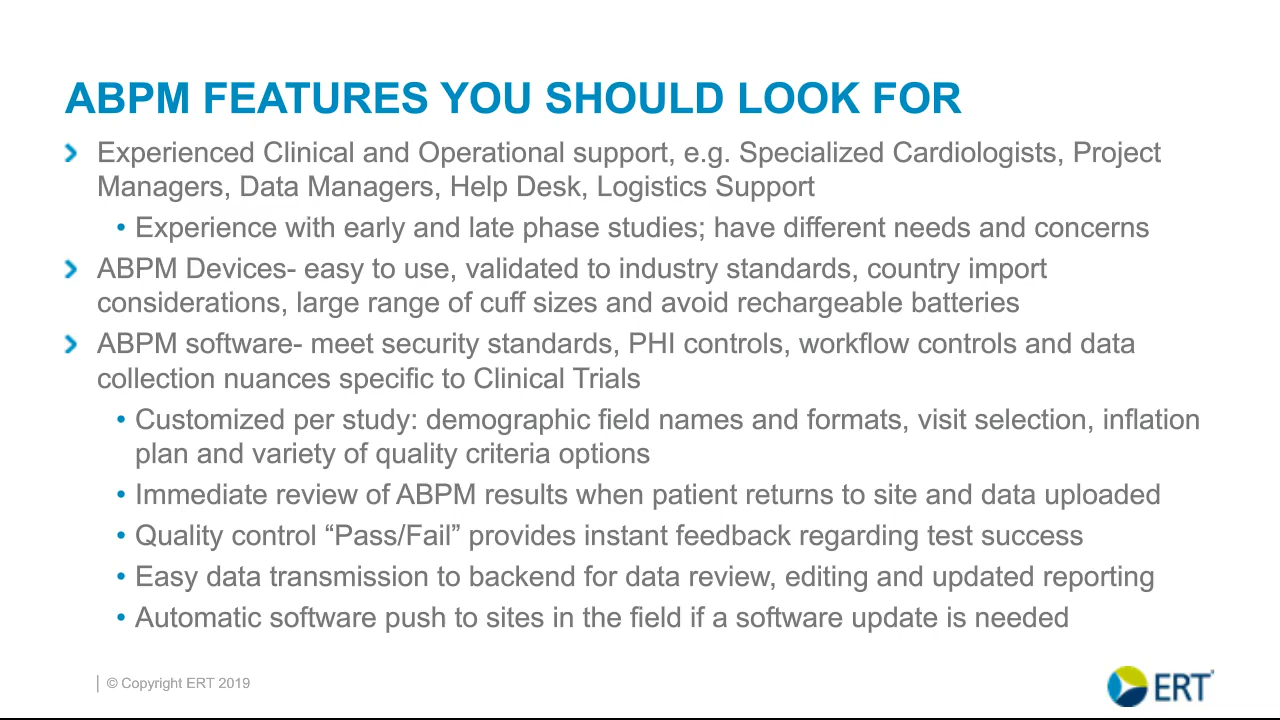 ABPM FEATURES YOU SHOULD LOOK FOR
Experienced Clinical and Operational support, e.g. Specialized Cardiologists, Project
Managers, Data Managers, Help Desk, Logistics Support
• Experience with early and late phase studies; have different needs and concerns
ABPM Devices- easy to use, validated to industry standards, country import
considerations, large range of cuff sizes and avoid rechargeable batteries
ABPM software- meet security standards, PHI controls, workflow controls and data
collection nuances specific to Clinical Trials
• Customized per study: demographic field names and formats, visit selection, inflation
plan and variety of quality criteria options
• Immediate review of ABPM results when patient returns to site and data uploaded
• Quality control “Pass/Fail” provides instant feedback regarding test success
• Easy data transmission to backend for data review, editing and updated reporting
• Automatic software push to sites in the field if a software update is needed
© Copyright ERT 2019
ERT